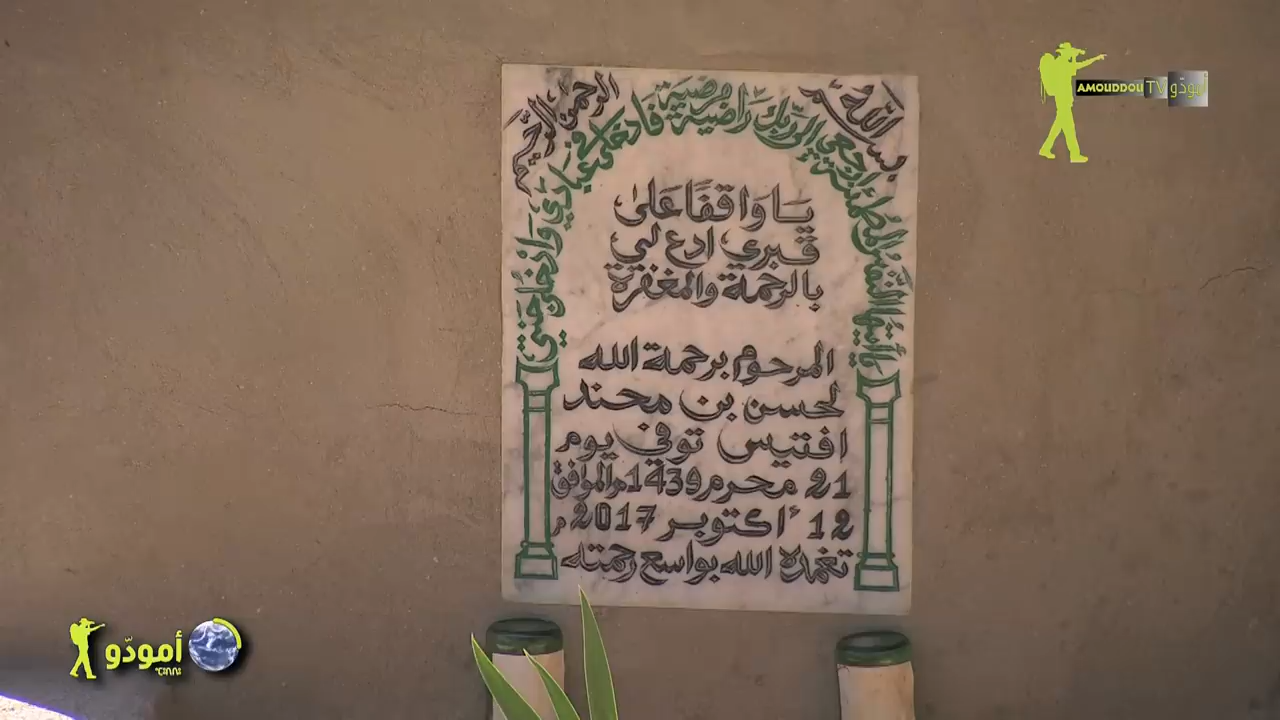 بسم الله
الرحمن الرحيم
يا أيتها النفس المطمئنة ارجعي إلى ربك راضية مرضية فادخلي في عبادي وادخلي جنتي
يا واقفا على
قبري ادع لي
بالرحمة والمغفرة
المرحوم برحمة الله
لحسن بن محند
افتيس توفي يوم
21 محرم 1439م الموافق
12 أكتوبر 2017م
تغمده الله بواسع رحمته
AMOUDDOU TV أمودّو
أمودّو